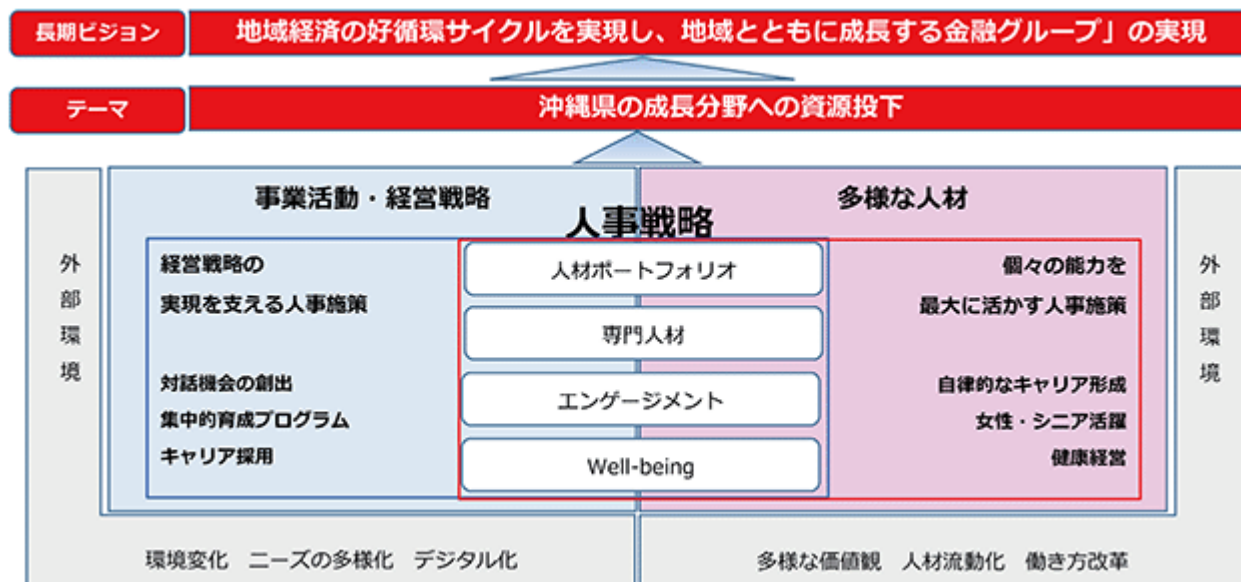 長期ビジョン
地域経済の好循環サイクルを実現し、地域とともに成長する金融グループ」の実現
テーマ
沖縄県の成長分野への資源投下
事業活動・経営戦略
多様な人材
人事戦略
外部環境
経営戦略の
実現を支える人事施策
対話機会の創出
集中的育成プログラム
キャリア採用
人材ポートフォリオ
専門人材
エンゲージメント
Well-being
個々の能力を
最大に活かす人事施策
自律的なキャリア形成
女性・シニア活躍
健康経営
外部環境
環境変化 ニーズの多様化 デジタル化
多様な価値観 人材流動化 働き方改革